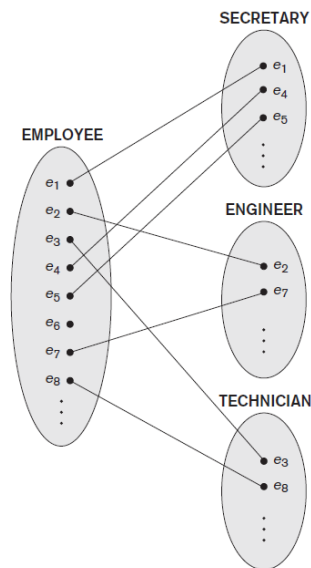 SECRETARY
e1
e4
e5
EMPLOYEE
e1
e2
e3
e4
e5
e6
e7
e8
ENGINEER
e2
e7
TECHNICIAN
e3
e8